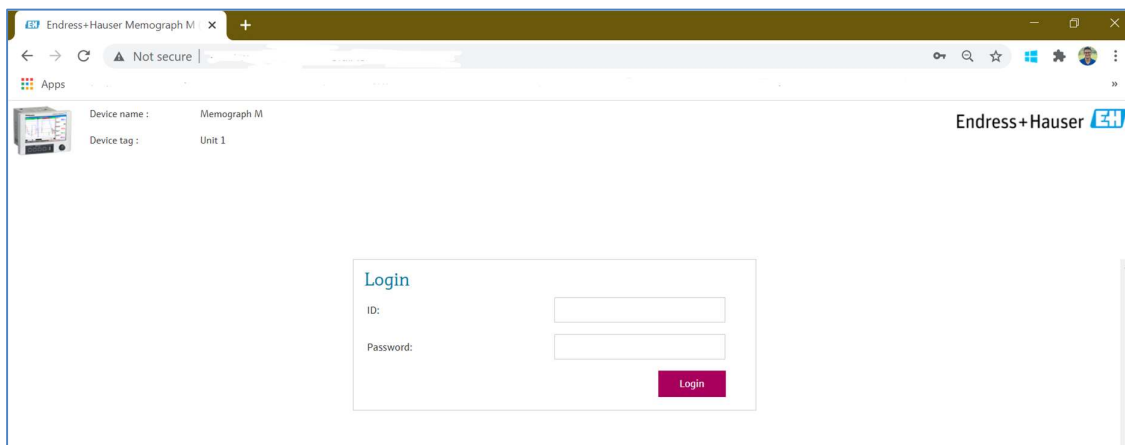 Endress+Hauser Memograph M
Not secure
Apps
Device name : Memograph M
Device tag : Unit 1
Endress+Hauser EH
Login
ID:
Password:
Login